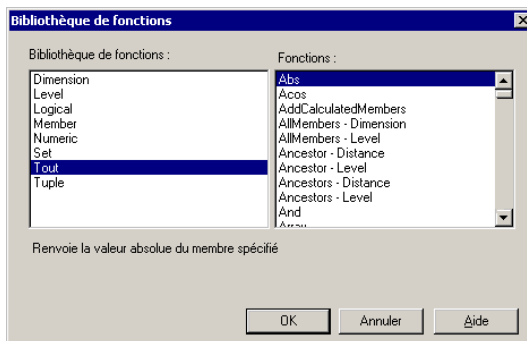 Bibliothèque de fonctions
Bibliothèque de fonctions :
Dimension
Level
Logical
Member
Numeric
Set
Tout
Tuple
Fonctions :
Abs
Acos
AddCalculatedMembers
AllMembers - Dimension
AllMembers - Level
Ancestor - Distance
Ancestor - Level
Ancestors - Distance
Ancestors - Level
And
Array
Renvoie la valeur absolue du membre spécifié
OK
Annuler
Aide